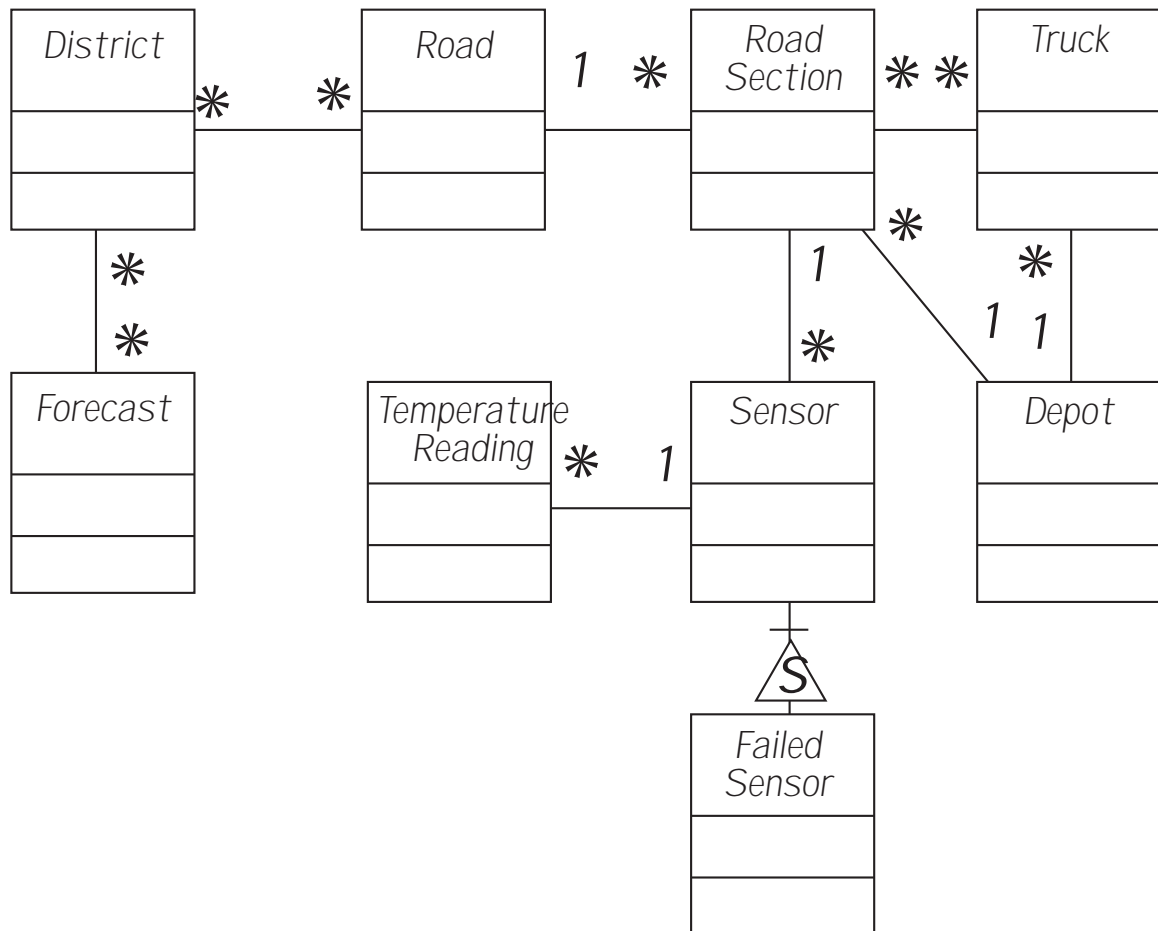 District
Road
Road
Section
Truck
* * 1 * * *
* 1 * *
* * 1 1
Forecast
Temperature
Reading
Sensor
Depot
* 1
S
Failed
Sensor